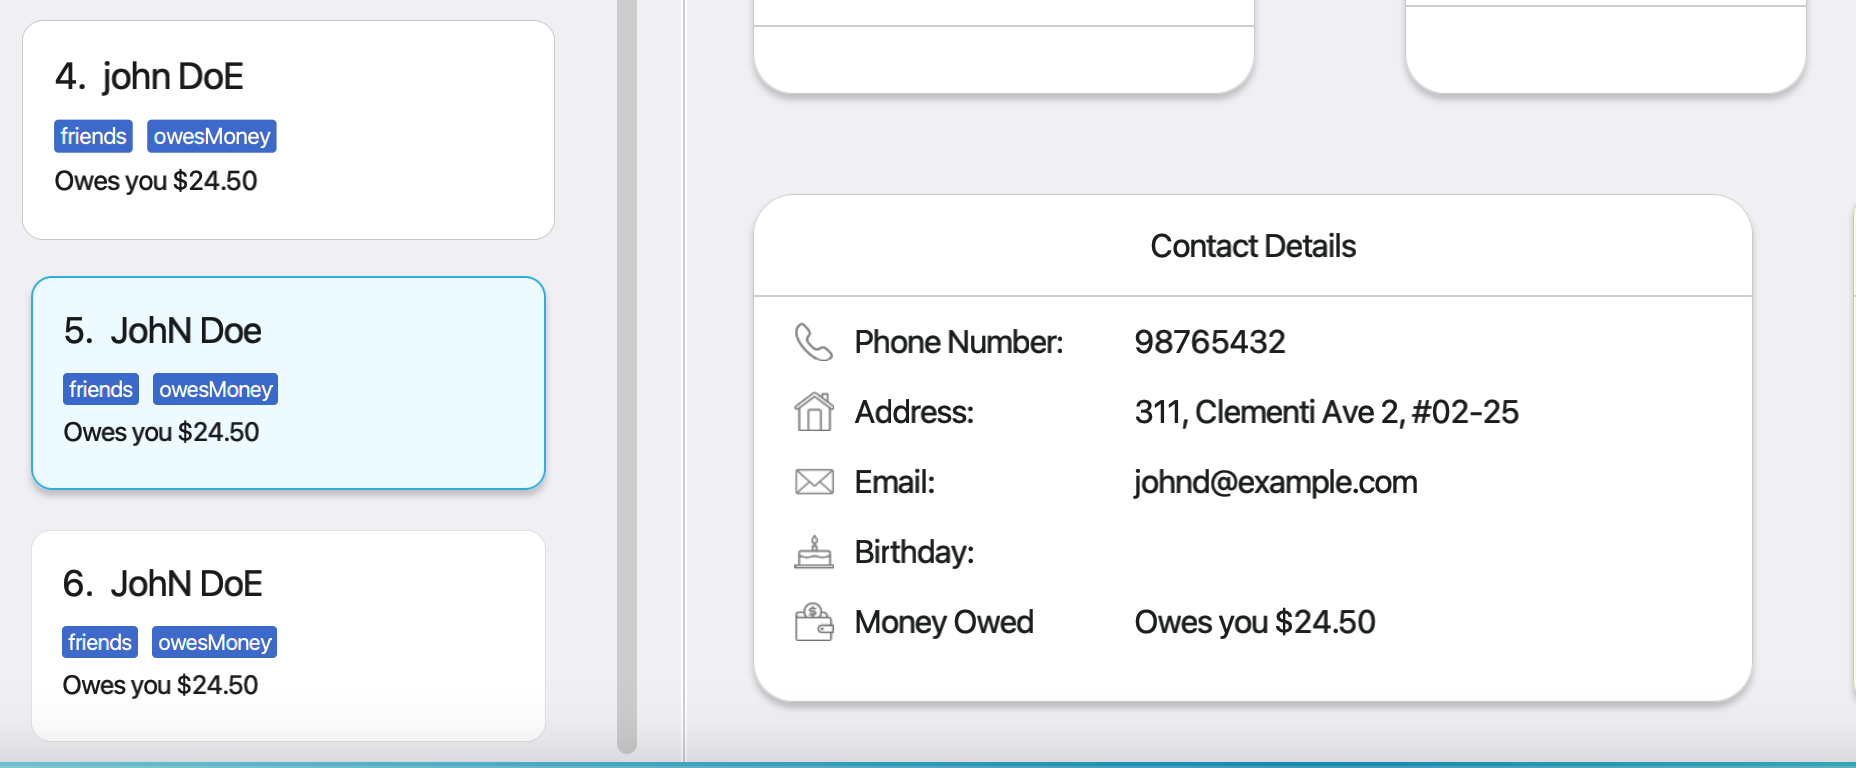 4. john DoE
friends owesMoney
Owes you $24.50
5. JohN Doe
friends owesMoney
Owes you $24.50
6. JohN DoE
friends owesMoney
Owes you $24.50
Contact Details
Phone Number: 98765432
Address: 311, Clementi Ave 2, #02-25
Email: johnd@example.com
Birthday:
Money Owed Owes you $24.50